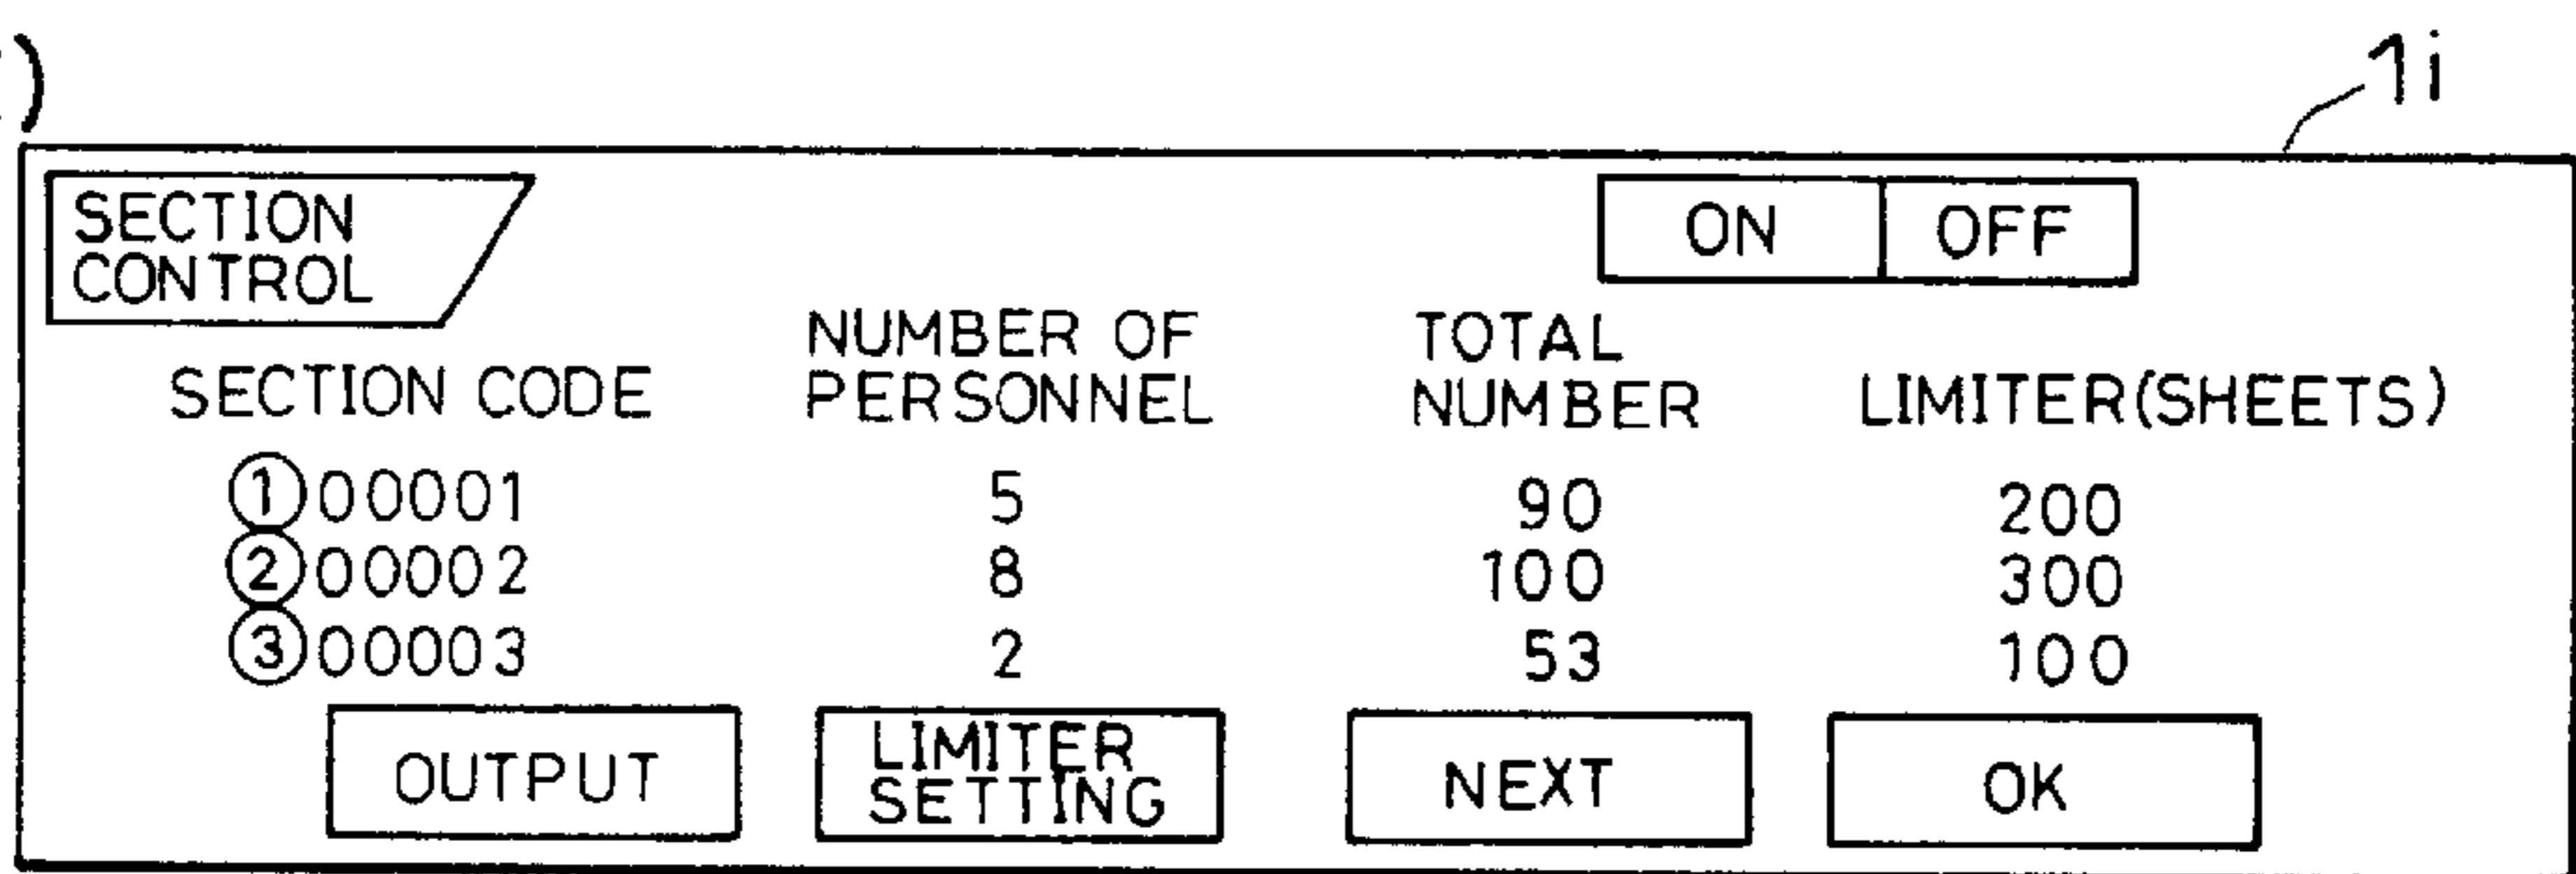 )
1i
SECTION
CONTROL
ON OFF
SECTION CODE NUMBER OF PERSONNEL TOTAL NUMBER LIMITER(SHEETS)
①00001 5 90 200
②00002 8 100 300
③00003 2 53 100
OUTPUT LIMITER SETTING NEXT OK